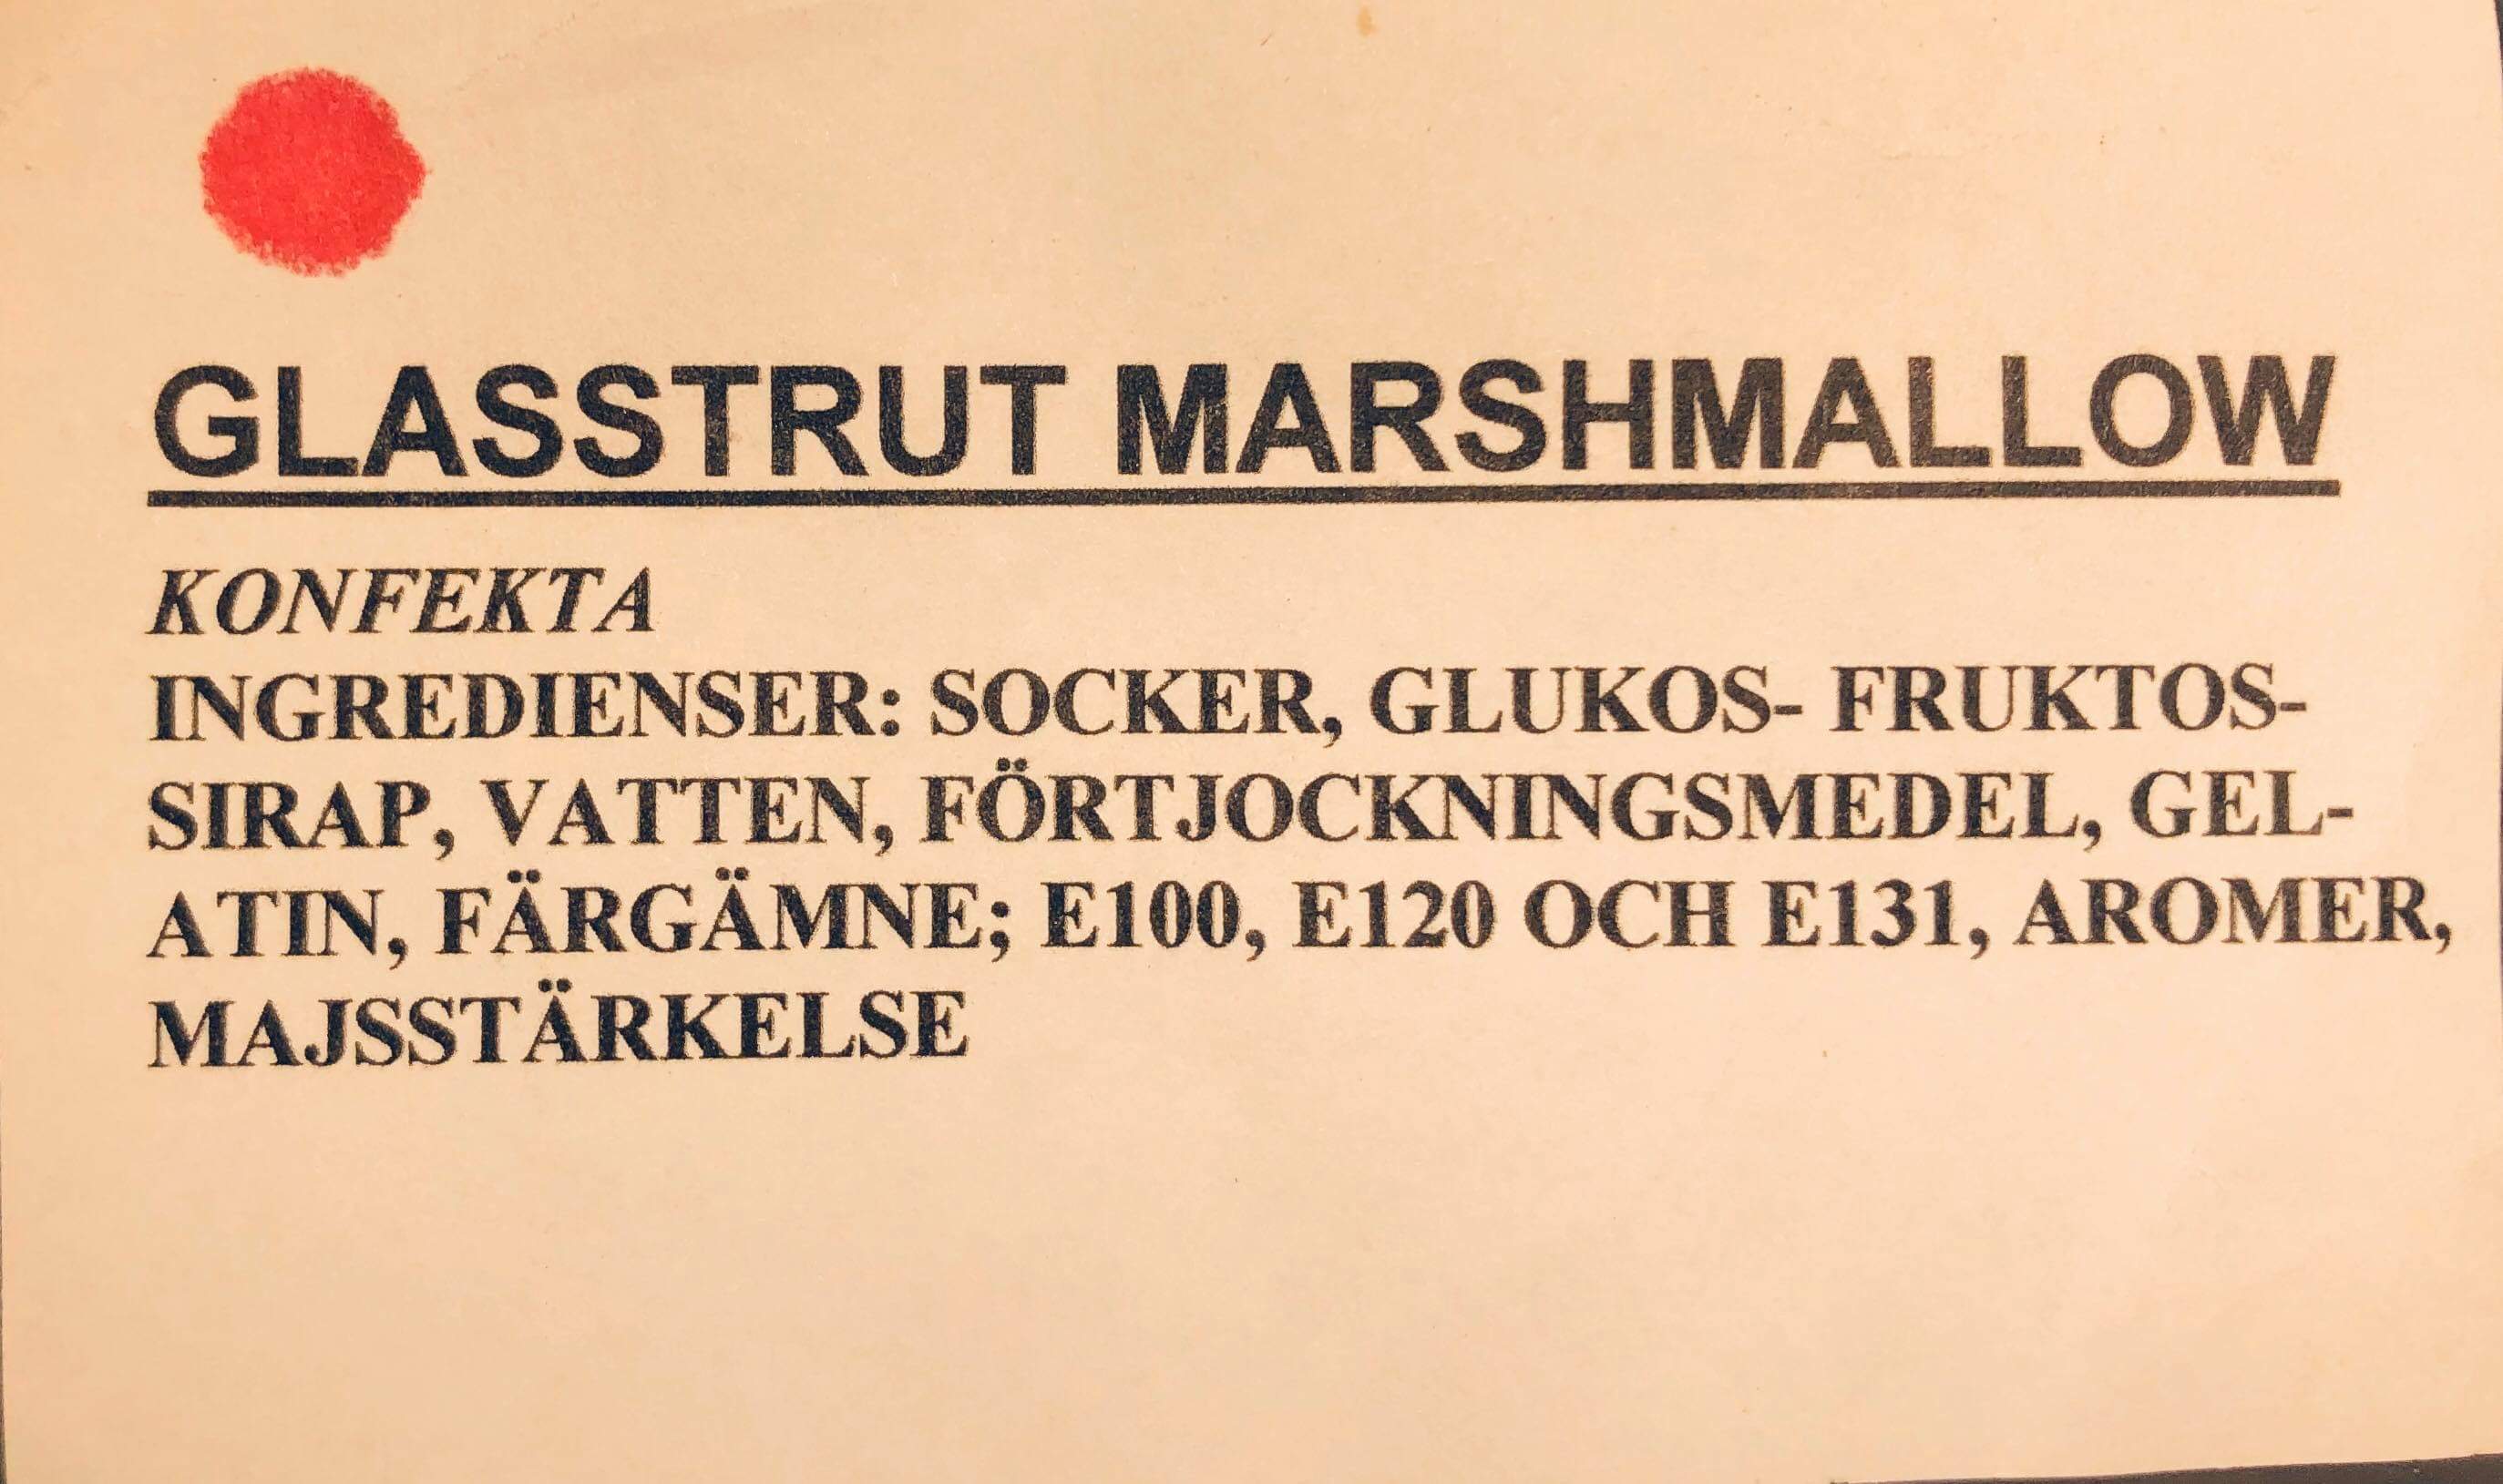 GLASSTRUT MARSHMALLOW
KONFEKTA
INGREDIENSER: SOCKER, GLUKOS- FRUKTOS-
SIRAP, VATTEN, FÖRTJOCKNINGSMEDEL, GEL-
ATIN, FÄRGÄMNE; E100, E120 OCH E131, AROMER,
MAJSSTÄRKELSE